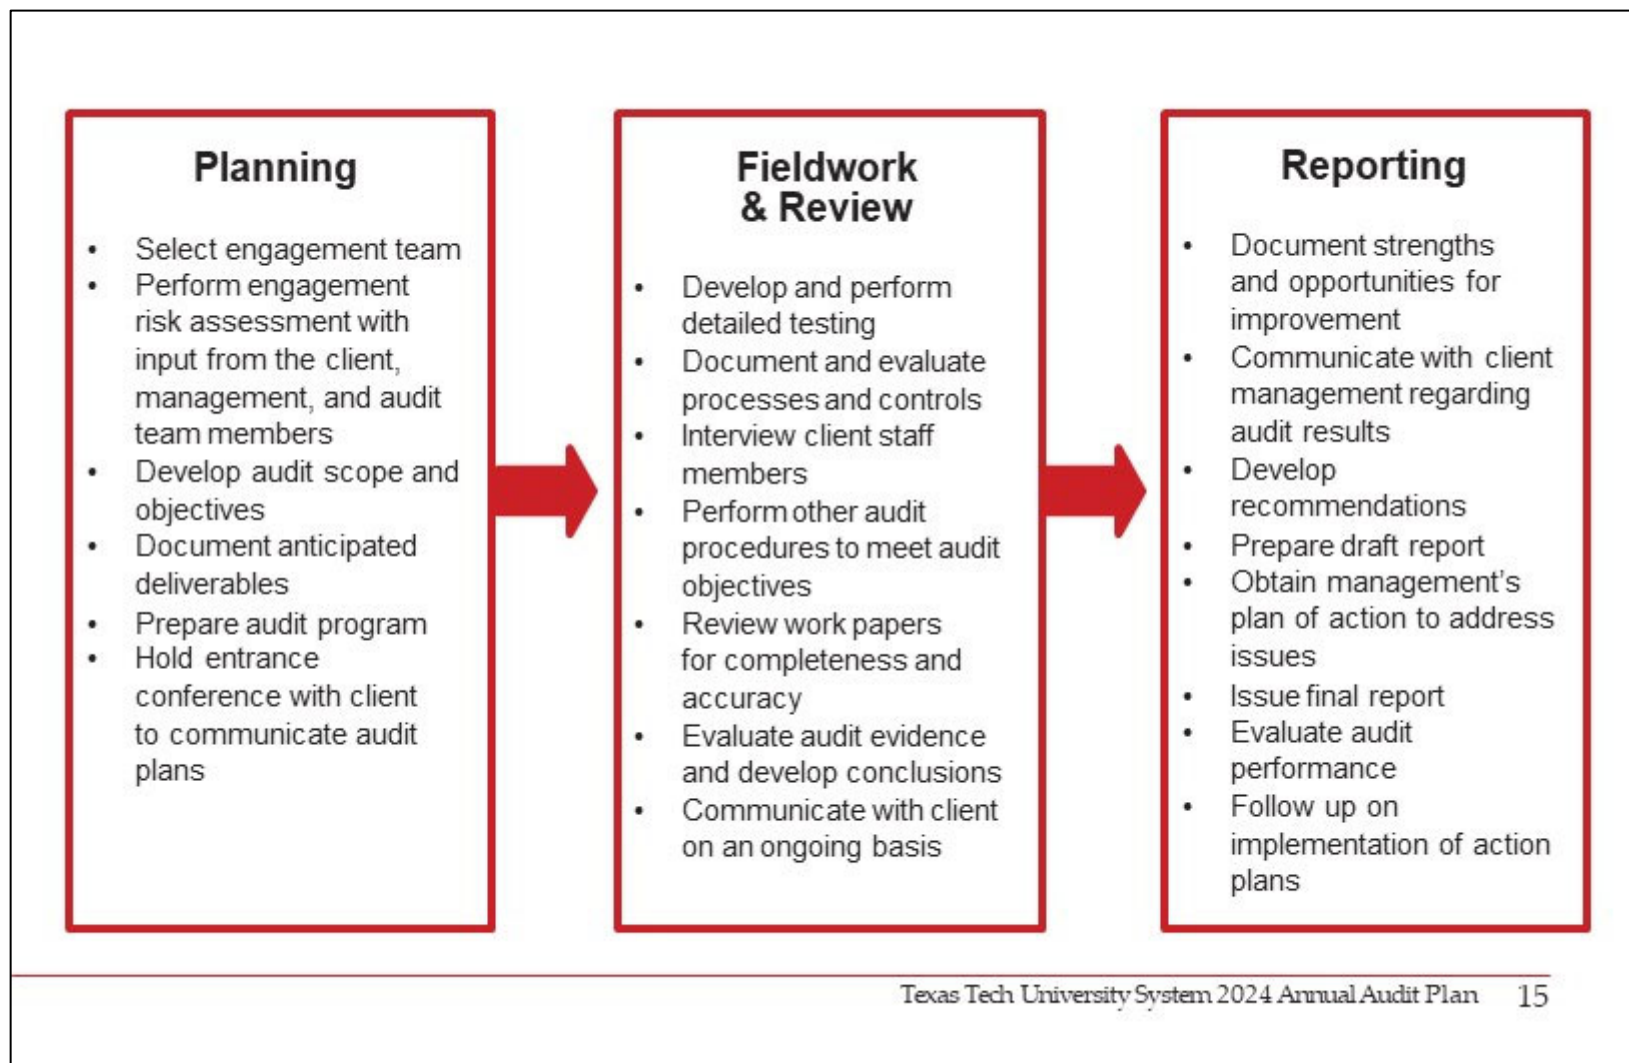 Planning
• Select engagement team
• Perform engagement
risk assessment with
input from the client,
management, and audit
team members
• Develop audit scope and
objectives
• Document anticipated
deliverables
• Prepare audit program
• Hold entrance
conference with client
to communicate audit
plans
Fieldwork
& Review
• Develop and perform
detailed testing
• Document and evaluate
processes and controls
• Interview client staff
members
• Perform other audit
procedures to meet audit
objectives
• Review work papers
for completeness and
accuracy
• Evaluate audit evidence
and develop conclusions
• Communicate with client
on an ongoing basis
Reporting
• Document strengths
and opportunities for
improvement
• Communicate with client
management regarding
audit results
• Develop
recommendations
• Prepare draft report
• Obtain management’s
plan of action to address
issues
• Issue final report
• Evaluate audit
performance
• Follow up on
implementation of action
plans
Texas Tech University System 2024 Annual Audit Plan 15